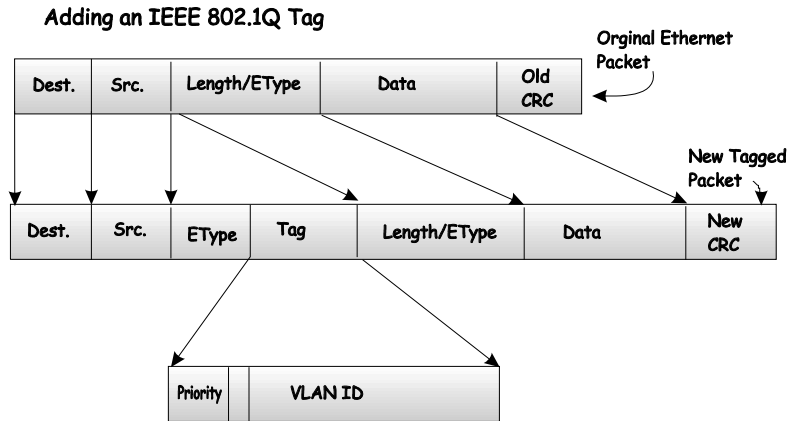 Adding an IEEE 802.1Q Tag
Orginal Ethernet
Packet
Dest.
Src.
Length/EType
Data
Old
CRC
New Tagged
Packet
Dest.
Src.
EType
Tag
Length/EType
Data
New
CRC
Priority
VLAN ID